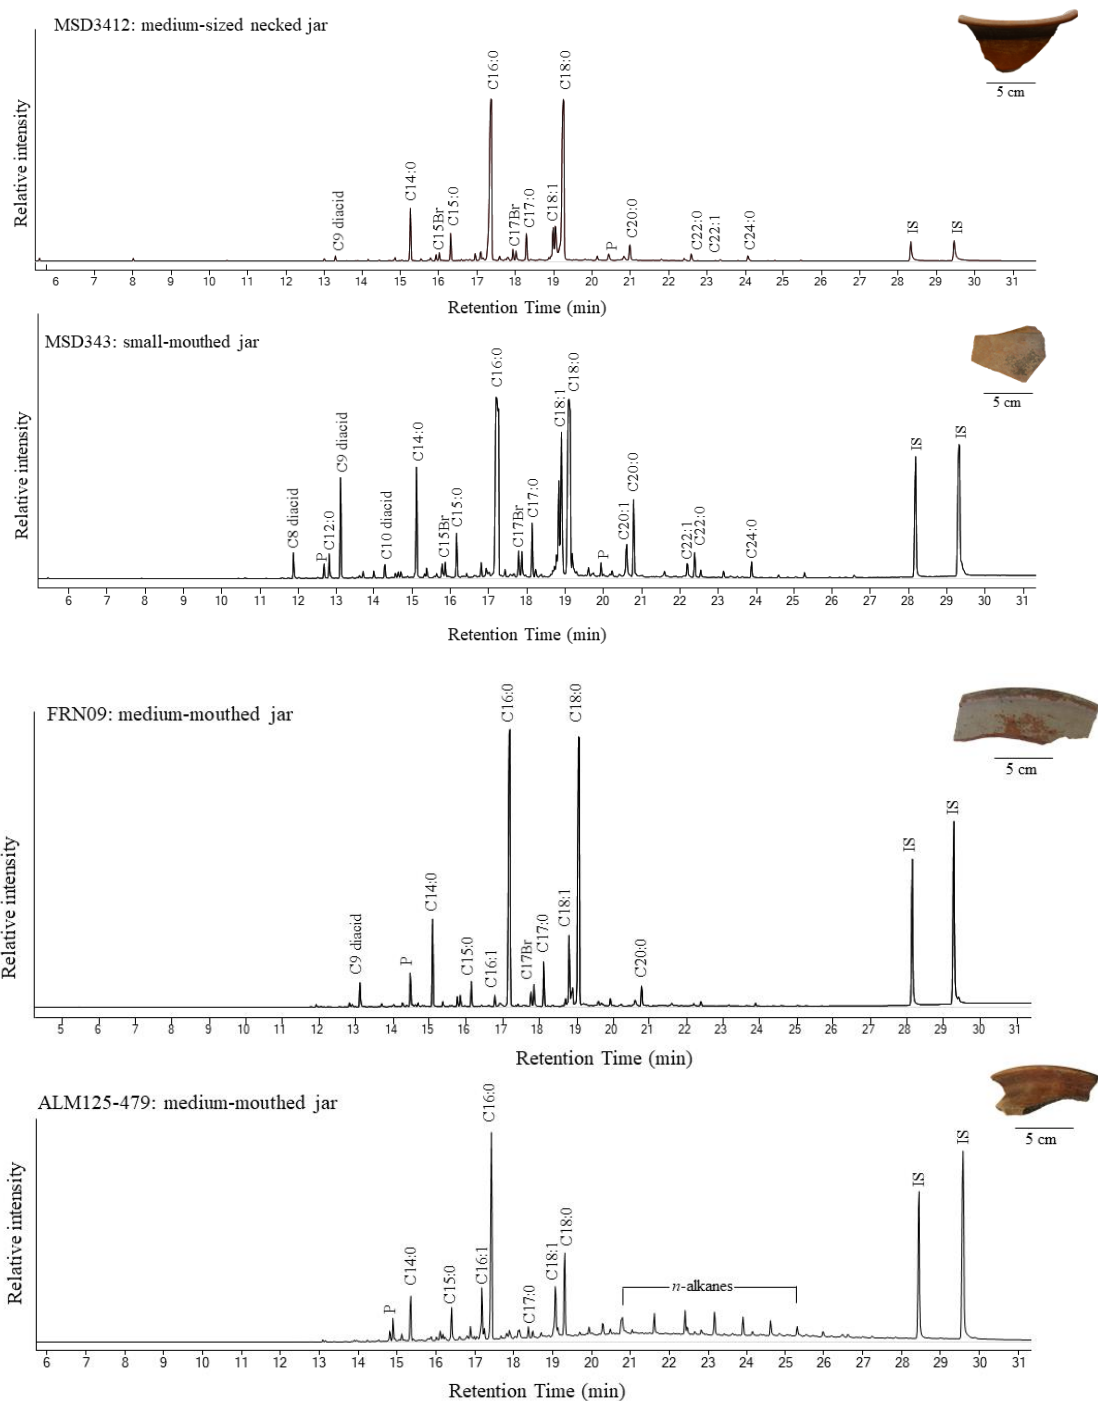 MSD3412: medium-sized necked jar
5 cm
Relative intensity
C9 diacid
C14:0
C15Br
C15:0
C16:0
C17Br
C17:0
C18:1
C18:0
P
C20:0
C22:0
C22:1
C24:0
IS
IS
6 7 8 9 10 11 12 13 14 15 16 17 18 19 20 21 22 23 24 25 26 27 28 29 30 31
Retention Time (min)
MSD343: small-mouthed jar
5 cm
Relative intensity
C8 diacid
P
C12:0
C9 diacid
C10 diacid
C14:0
C15Br
C15:0
C16:0
C17Br
C17:0
C18:1
C18:0
P
C20:1
C20:0
C22:1
C22:0
C24:0
IS
IS
6 7 8 9 10 11 12 13 14 15 16 17 18 19 20 21 22 23 24 25 26 27 28 29 30 31
Retention Time (min)
FRN09: medium-mouthed jar
5 cm
Relative intensity
C9 diacid
P
C14:0
C15:0
C16:1
C16:0
C17Br
C17:0
C18:1
C18:0
C20:0
IS
IS
5 6 7 8 9 10 11 12 13 14 15 16 17 18 19 20 21 22 23 24 25 26 27 28 29 30 31
Retention Time (min)
ALM125-479: medium-mouthed jar
5 cm
Relative intensity
P
C14:0
C15:0
C16:1
C16:0
C17:0
C18:1
C18:0
n-alkanes
IS
IS
6 7 8 9 10 11 12 13 14 15 16 17 18 19 20 21 22 23 24 25 26 27 28 29 30 31
Retention Time (min)